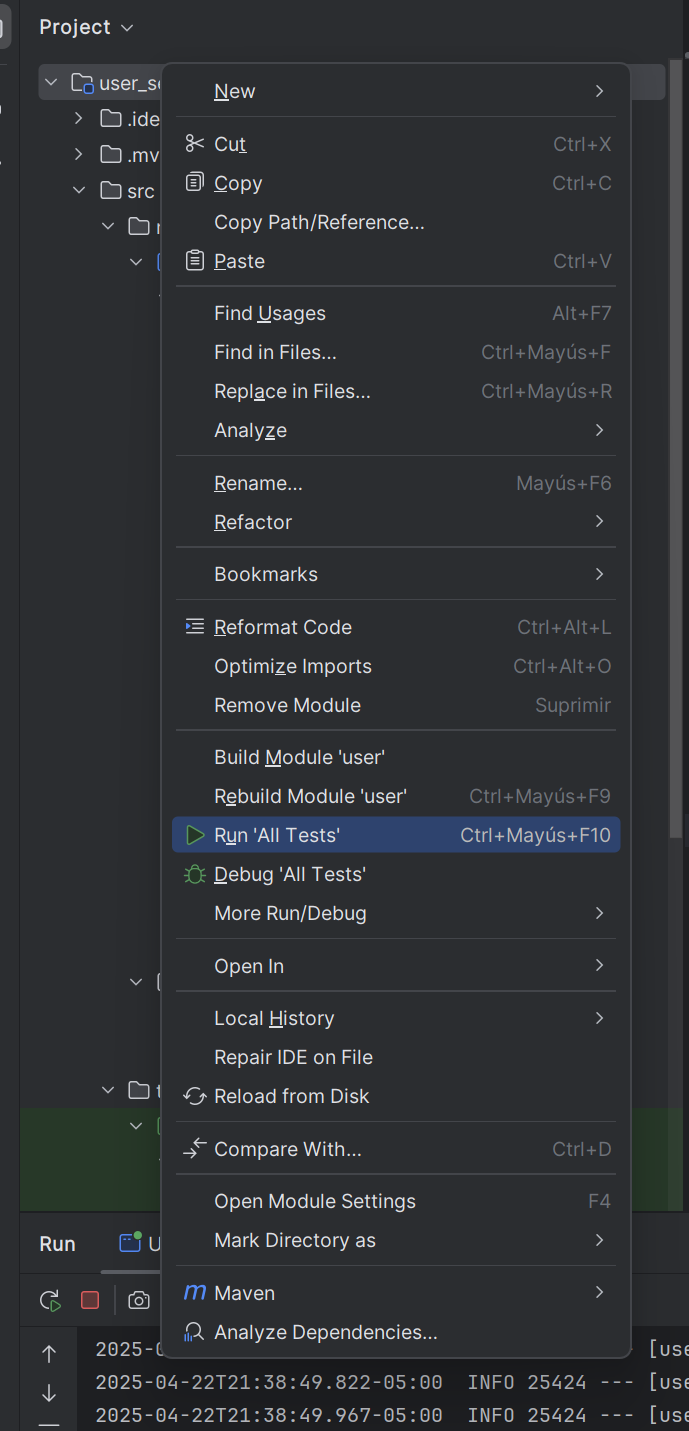 Project
user_s
.ide
.mv
src
New
Cut Ctrl+X
Copy Ctrl+C
Copy Path/Reference...
Paste Ctrl+V
Find Usages Alt+F7
Find in Files... Ctrl+Mayús+F
Replace in Files... Ctrl+Mayús+R
Analyze
Rename... Mayús+F6
Refactor
Bookmarks
Reformat Code Ctrl+Alt+L
Optimize Imports Ctrl+Alt+O
Remove Module Suprimir
Build Module 'user'
Rebuild Module 'user' Ctrl+Mayús+F9
Run 'All Tests' Ctrl+Mayús+F10
Debug 'All Tests'
More Run/Debug
Open In
Local History
Repair IDE on File
Reload from Disk
Compare With... Ctrl+D
Open Module Settings F4
Mark Directory as
Maven
Analyze Dependencies...
Run U
2025-0 -- [use
2025-04-22T21:38:49.822-05:00 INFO 25424 --- [use
2025-04-22T21:38:49.967-05:00 INFO 25424 --- [use